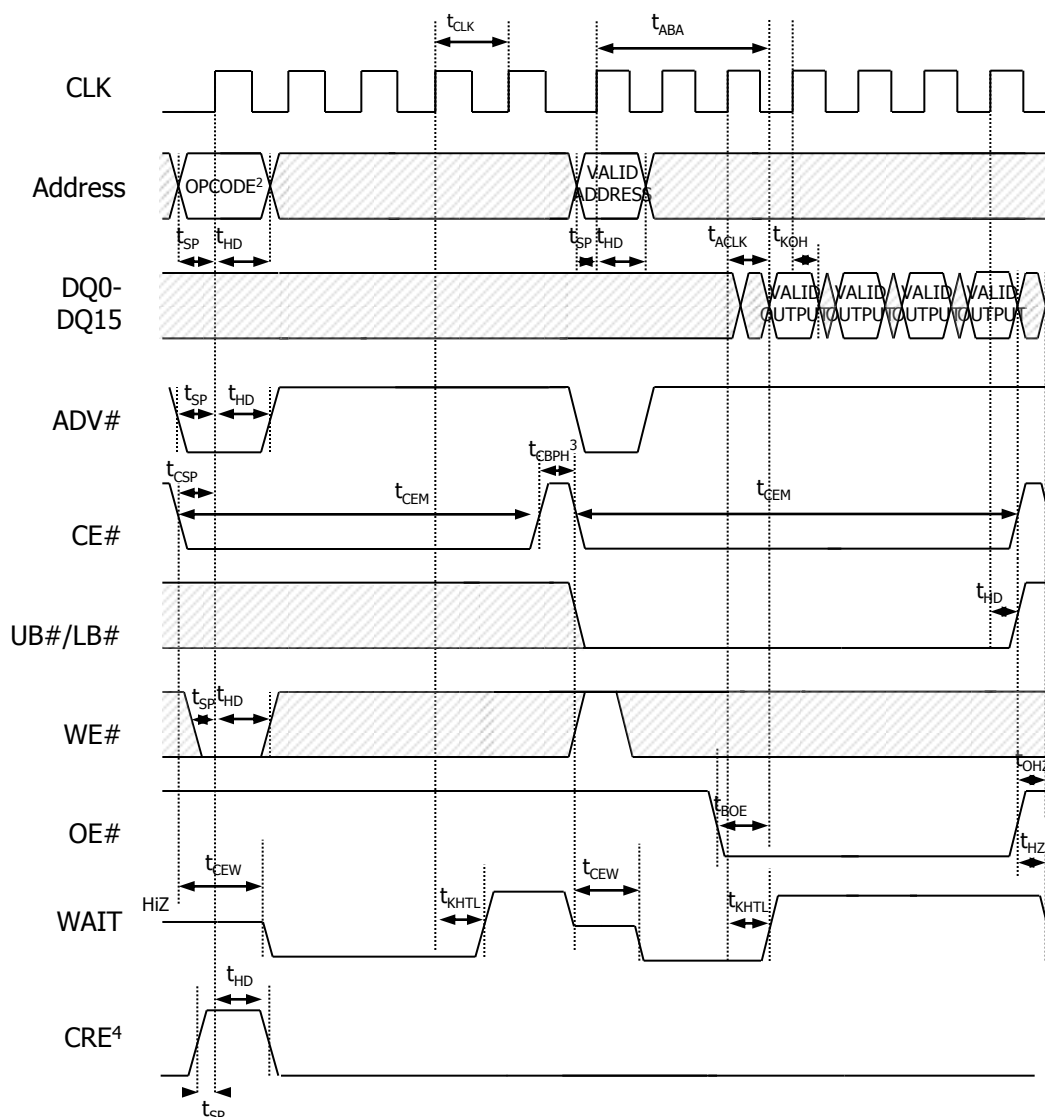 tCLK
tABA
CLK
Address
OPCODE²
VALID
ADDRESS
tSP
tHD
tSP
tHD
tACLK
tKOH
DQ0-
DQ15
VALID
OUTPUT
VALID
OUTPUT
VALID
OUTPUT
VALID
OUTPUT
ADV#
tSP
tHD
tCBPH³
tCSP
tCEM
tCEM
CE#
UB#/LB#
tHD
WE#
tSP
tHD
tOHZ
OE#
tBOE
tHZ
tCEW
tCEW
HiZ
WAIT
tKHTL
tKHTL
tHD
CRE⁴
tSP